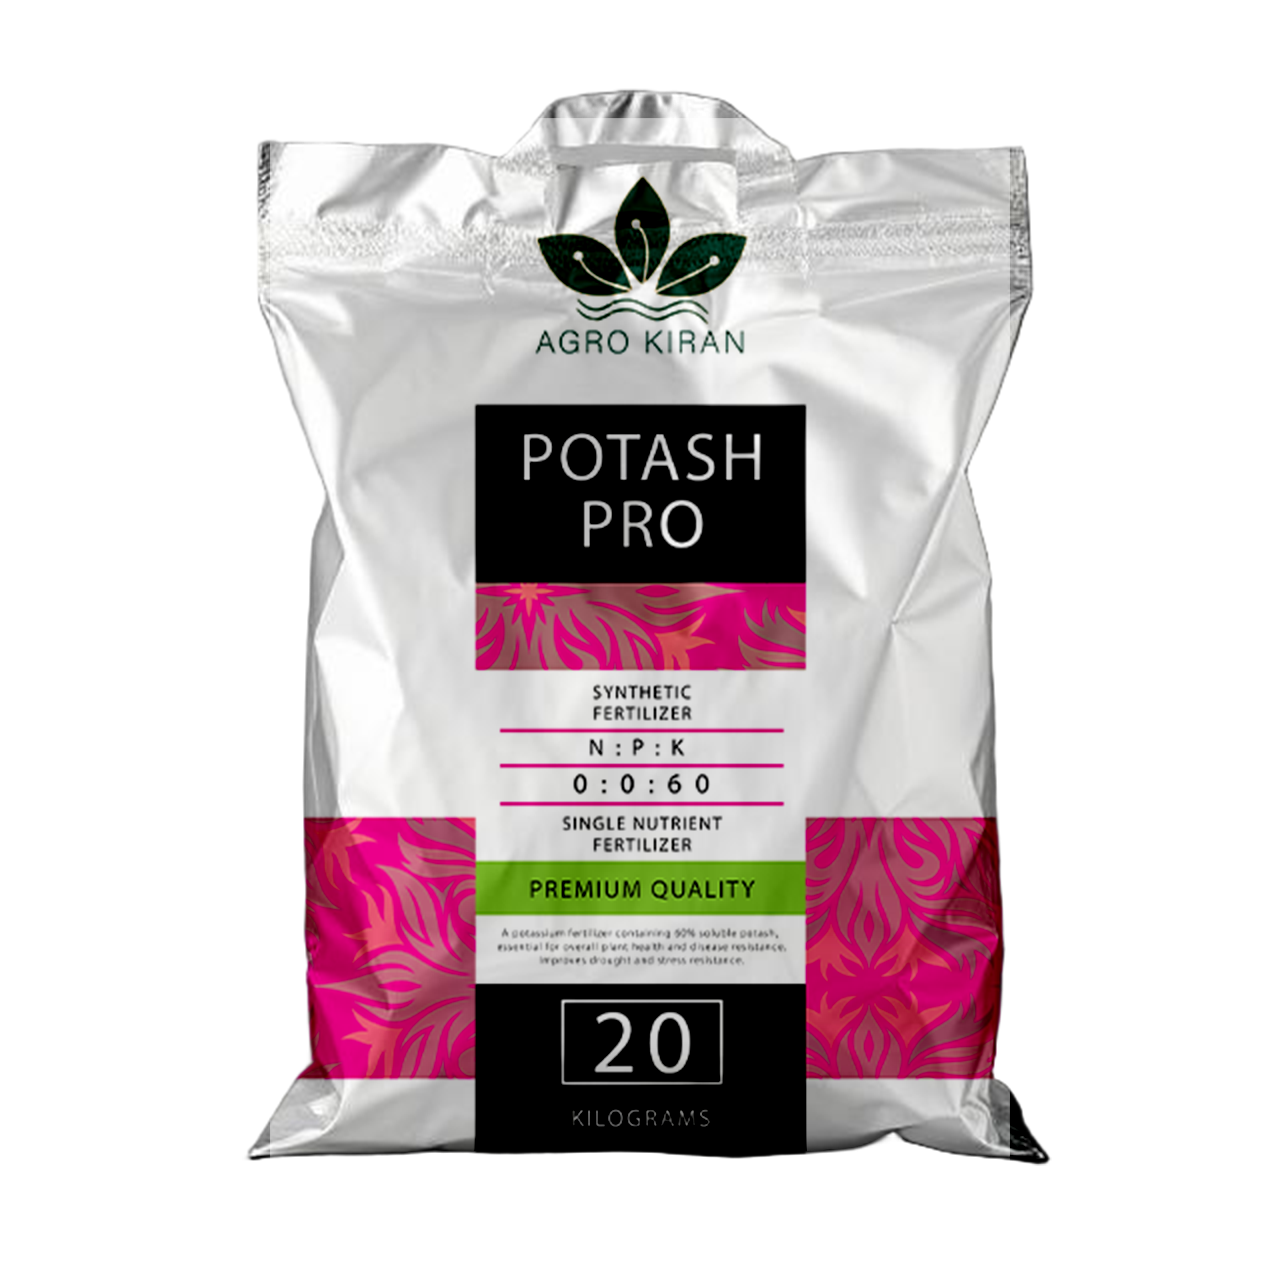 AGRO KIRAN
POTASH
PRO
SYNTHETIC
FERTILIZER
N : P : K
0 : 0 : 60
SINGLE NUTRIENT
FERTILIZER
PREMIUM QUALITY
A potassium fertilizer containing 60% soluble potash,
essential for overall plant health and disease resistance.
Improves drought and stress resistance.
20
KILOGRAMS